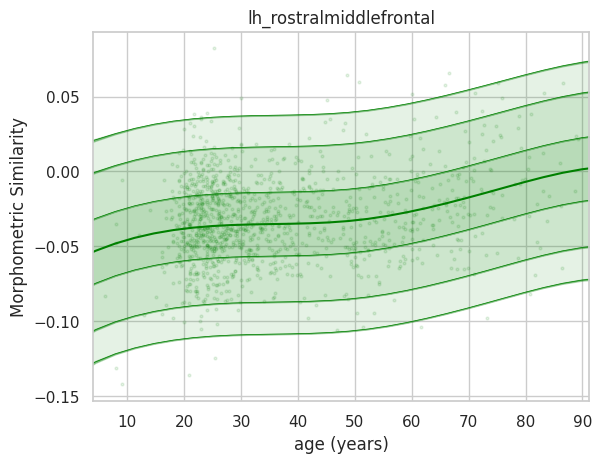 lh_rostralmiddlefrontal
Morphometric Similarity
0.05
0.00
−0.05
−0.10
−0.15
10 20 30 40 50 60 70 80 90
age (years)